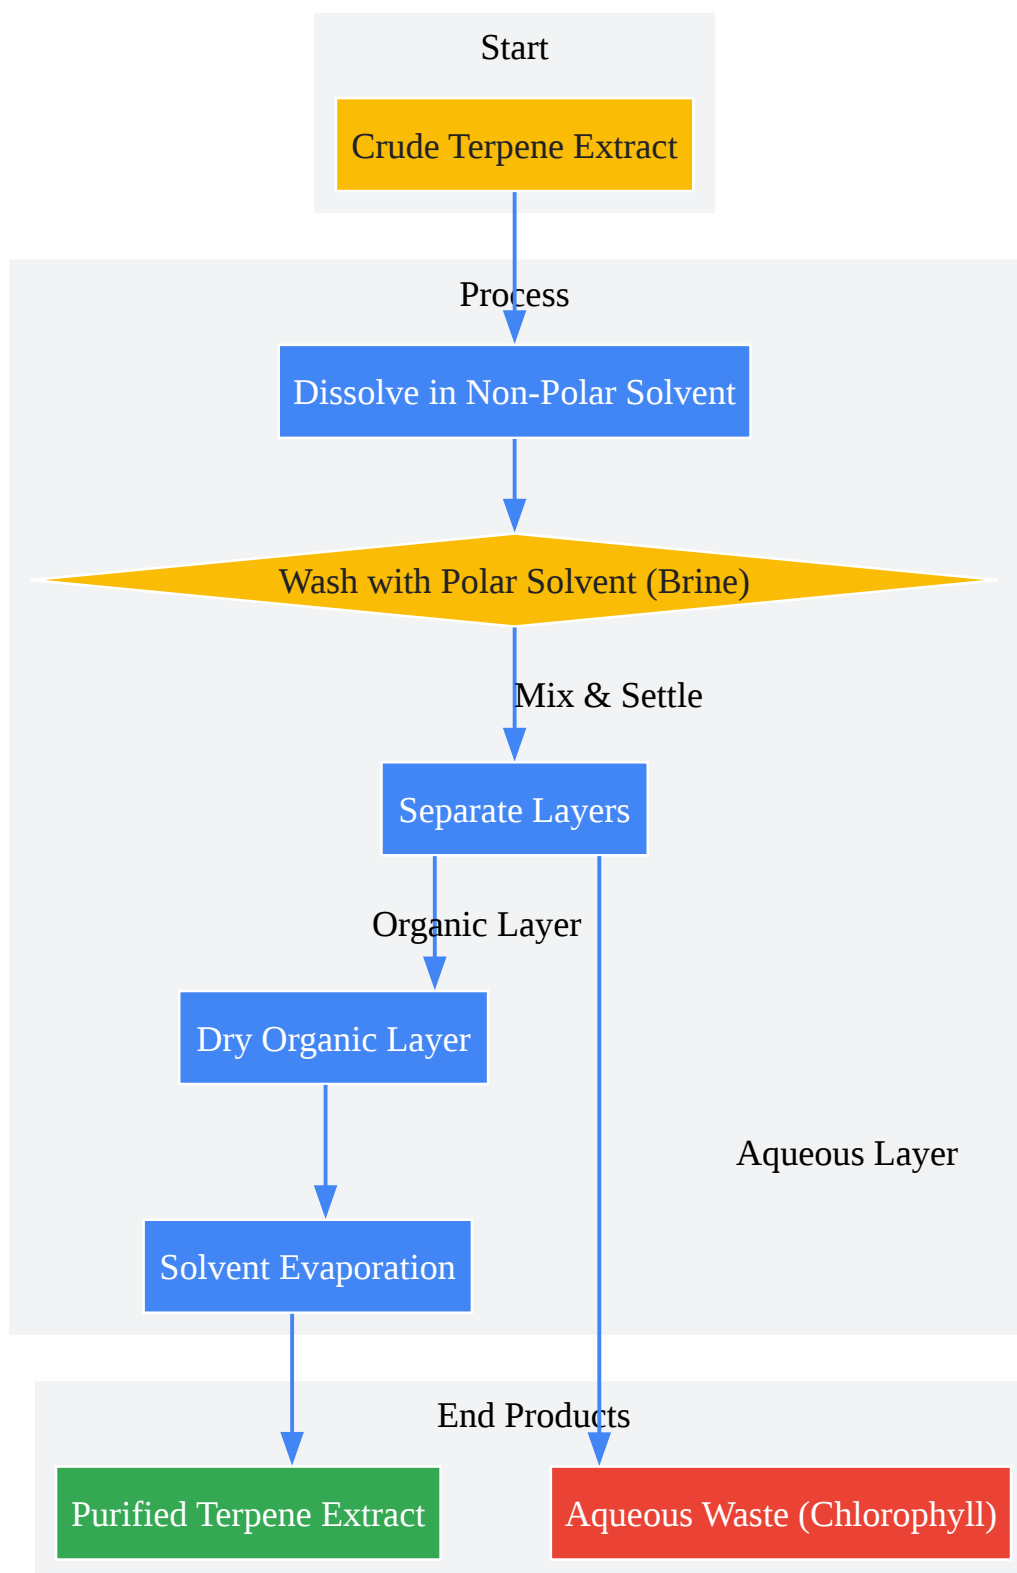 Start
Crude Terpene Extract
Process
Dissolve in Non-Polar Solvent
Wash with Polar Solvent (Brine)
Mix & Settle
Separate Layers
Organic Layer
Dry Organic Layer
Aqueous Layer
Solvent Evaporation
End Products
Purified Terpene Extract
Aqueous Waste (Chlorophyll)